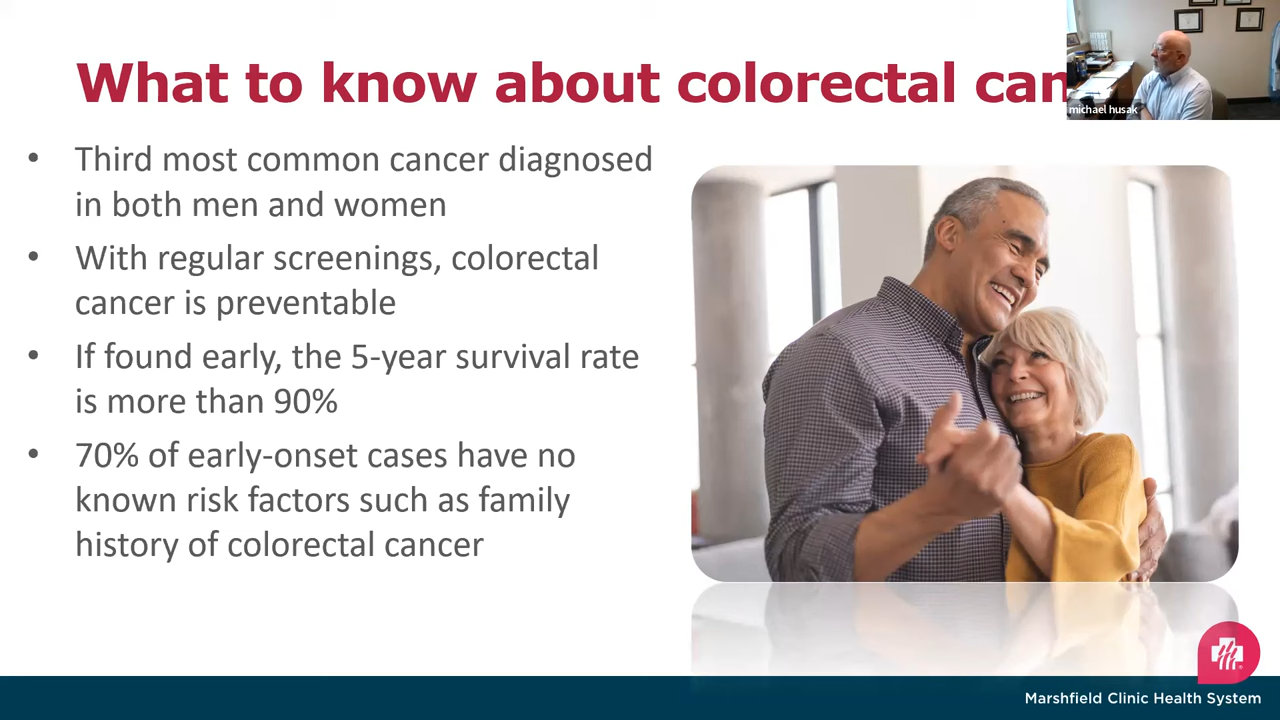 What to know about colorectal can
michael husak
• Third most common cancer diagnosed
in both men and women
• With regular screenings, colorectal
cancer is preventable
• If found early, the 5-year survival rate
is more than 90%
• 70% of early-onset cases have no
known risk factors such as family
history of colorectal cancer
Marshfield Clinic Health System